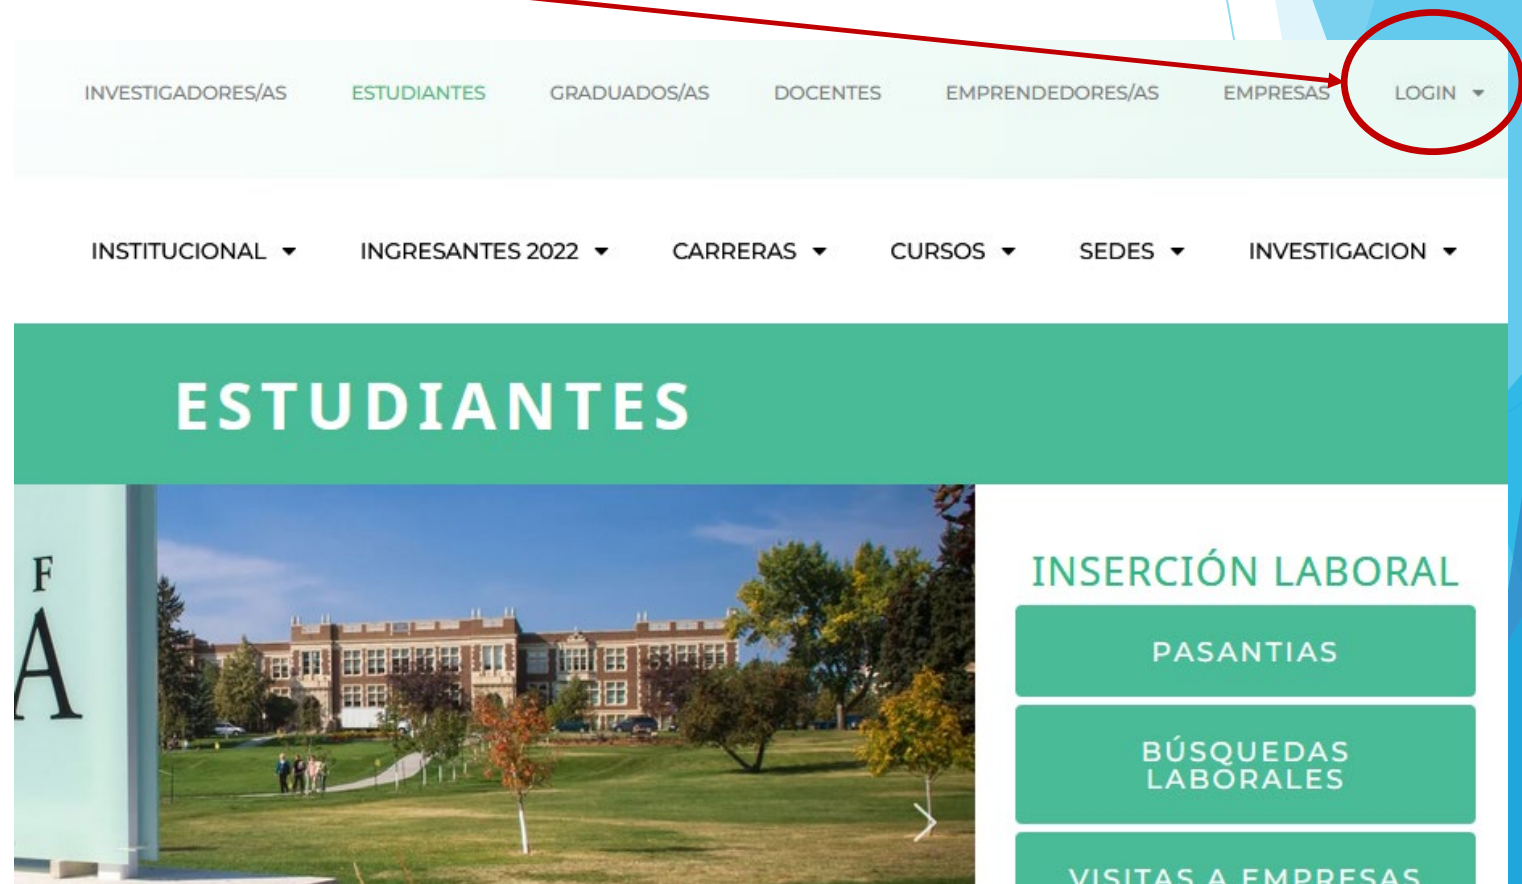 INVESTIGADORES/AS ESTUDIANTES GRADUADOS/AS DOCENTES EMPRENDEDORES/AS EMPRESAS LOGIN
INSTITUCIONAL INGRESANTES 2022 CARRERAS CURSOS SEDES INVESTIGACION
ESTUDIANTES
F
A
INSERCIÓN LABORAL
PASANTIAS
BÚSQUEDAS
LABORALES
VISITAS A EMPRESAS